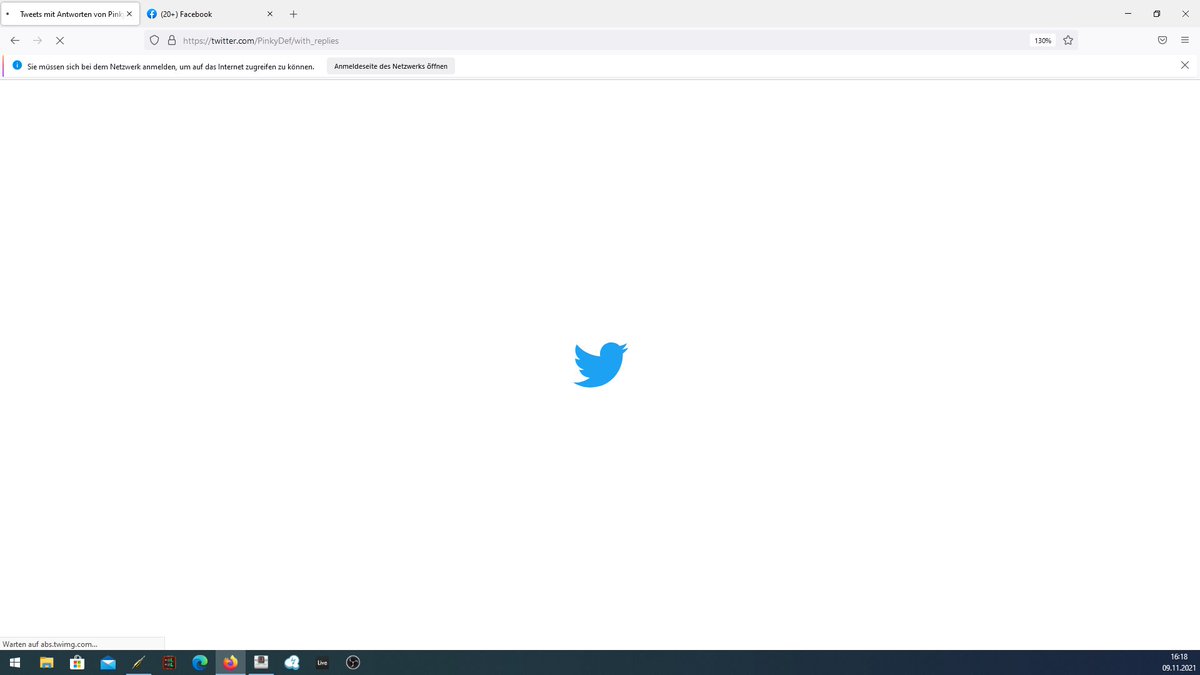 Tweets mit Antworten von Pink
(20+) Facebook
https://twitter.com/PinkyDef/with_replies
130%
Sie müssen sich bei dem Netzwerk anmelden, um auf das Internet zugreifen zu können. Anmeldeseite des Netzwerks öffnen
Warten auf abs.twimg.com...
Live
16:18
09.11.2021